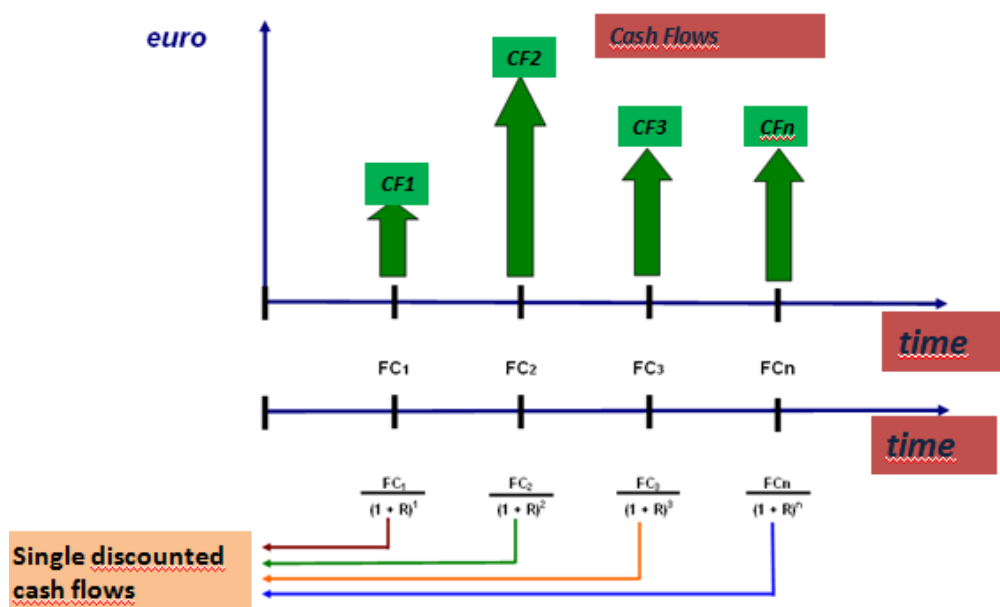 euro
Cash Flows
CF2
CF3
CFn
CF1
time
FC1 FC2 FC3 FCn
time
FC1 FC2 FC3 FCn
(1 + R)^1 (1 + R)^2 (1 + R)^3 (1 + R)^n
Single discounted
cash flows